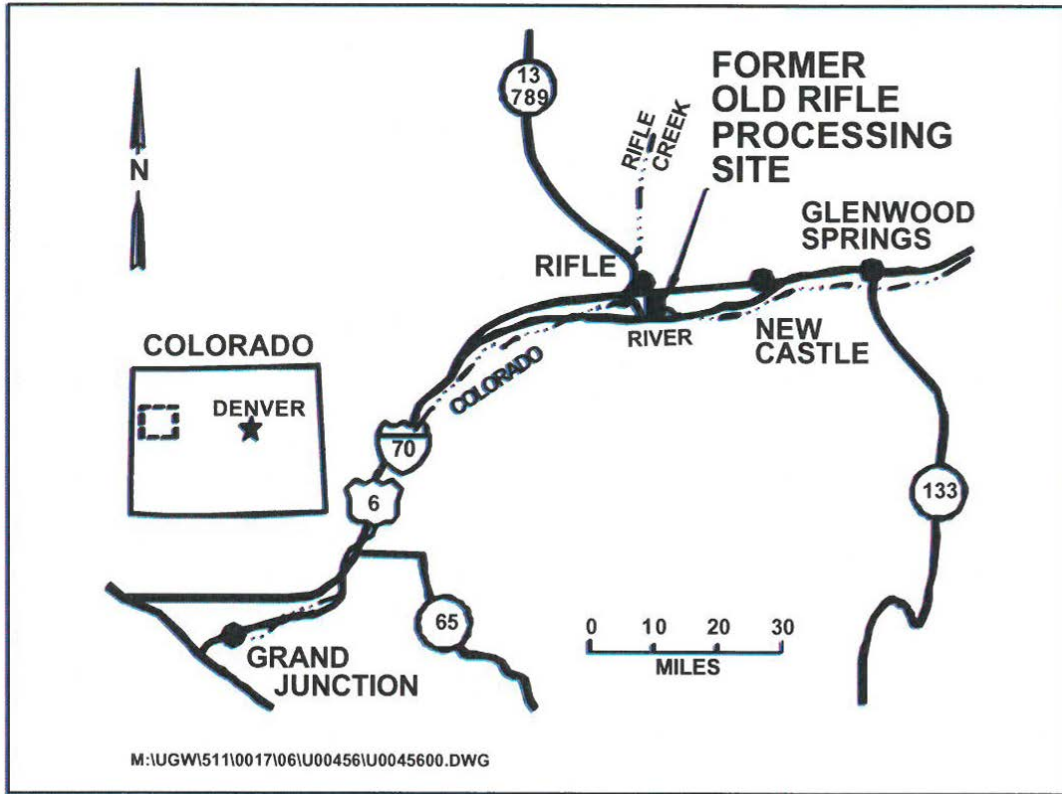 13
789
FORMER
OLD RIFLE
PROCESSING
SITE
RIFLE
CREEK
N
GLENWOOD
SPRINGS
RIFLE
RIVER
NEW
CASTLE
COLORADO
COLORADO
DENVER
70
6
133
65
0 10 20 30
MILES
GRAND
JUNCTION
M:\UGW\511\0017\06\U00456\U0045600.DWG